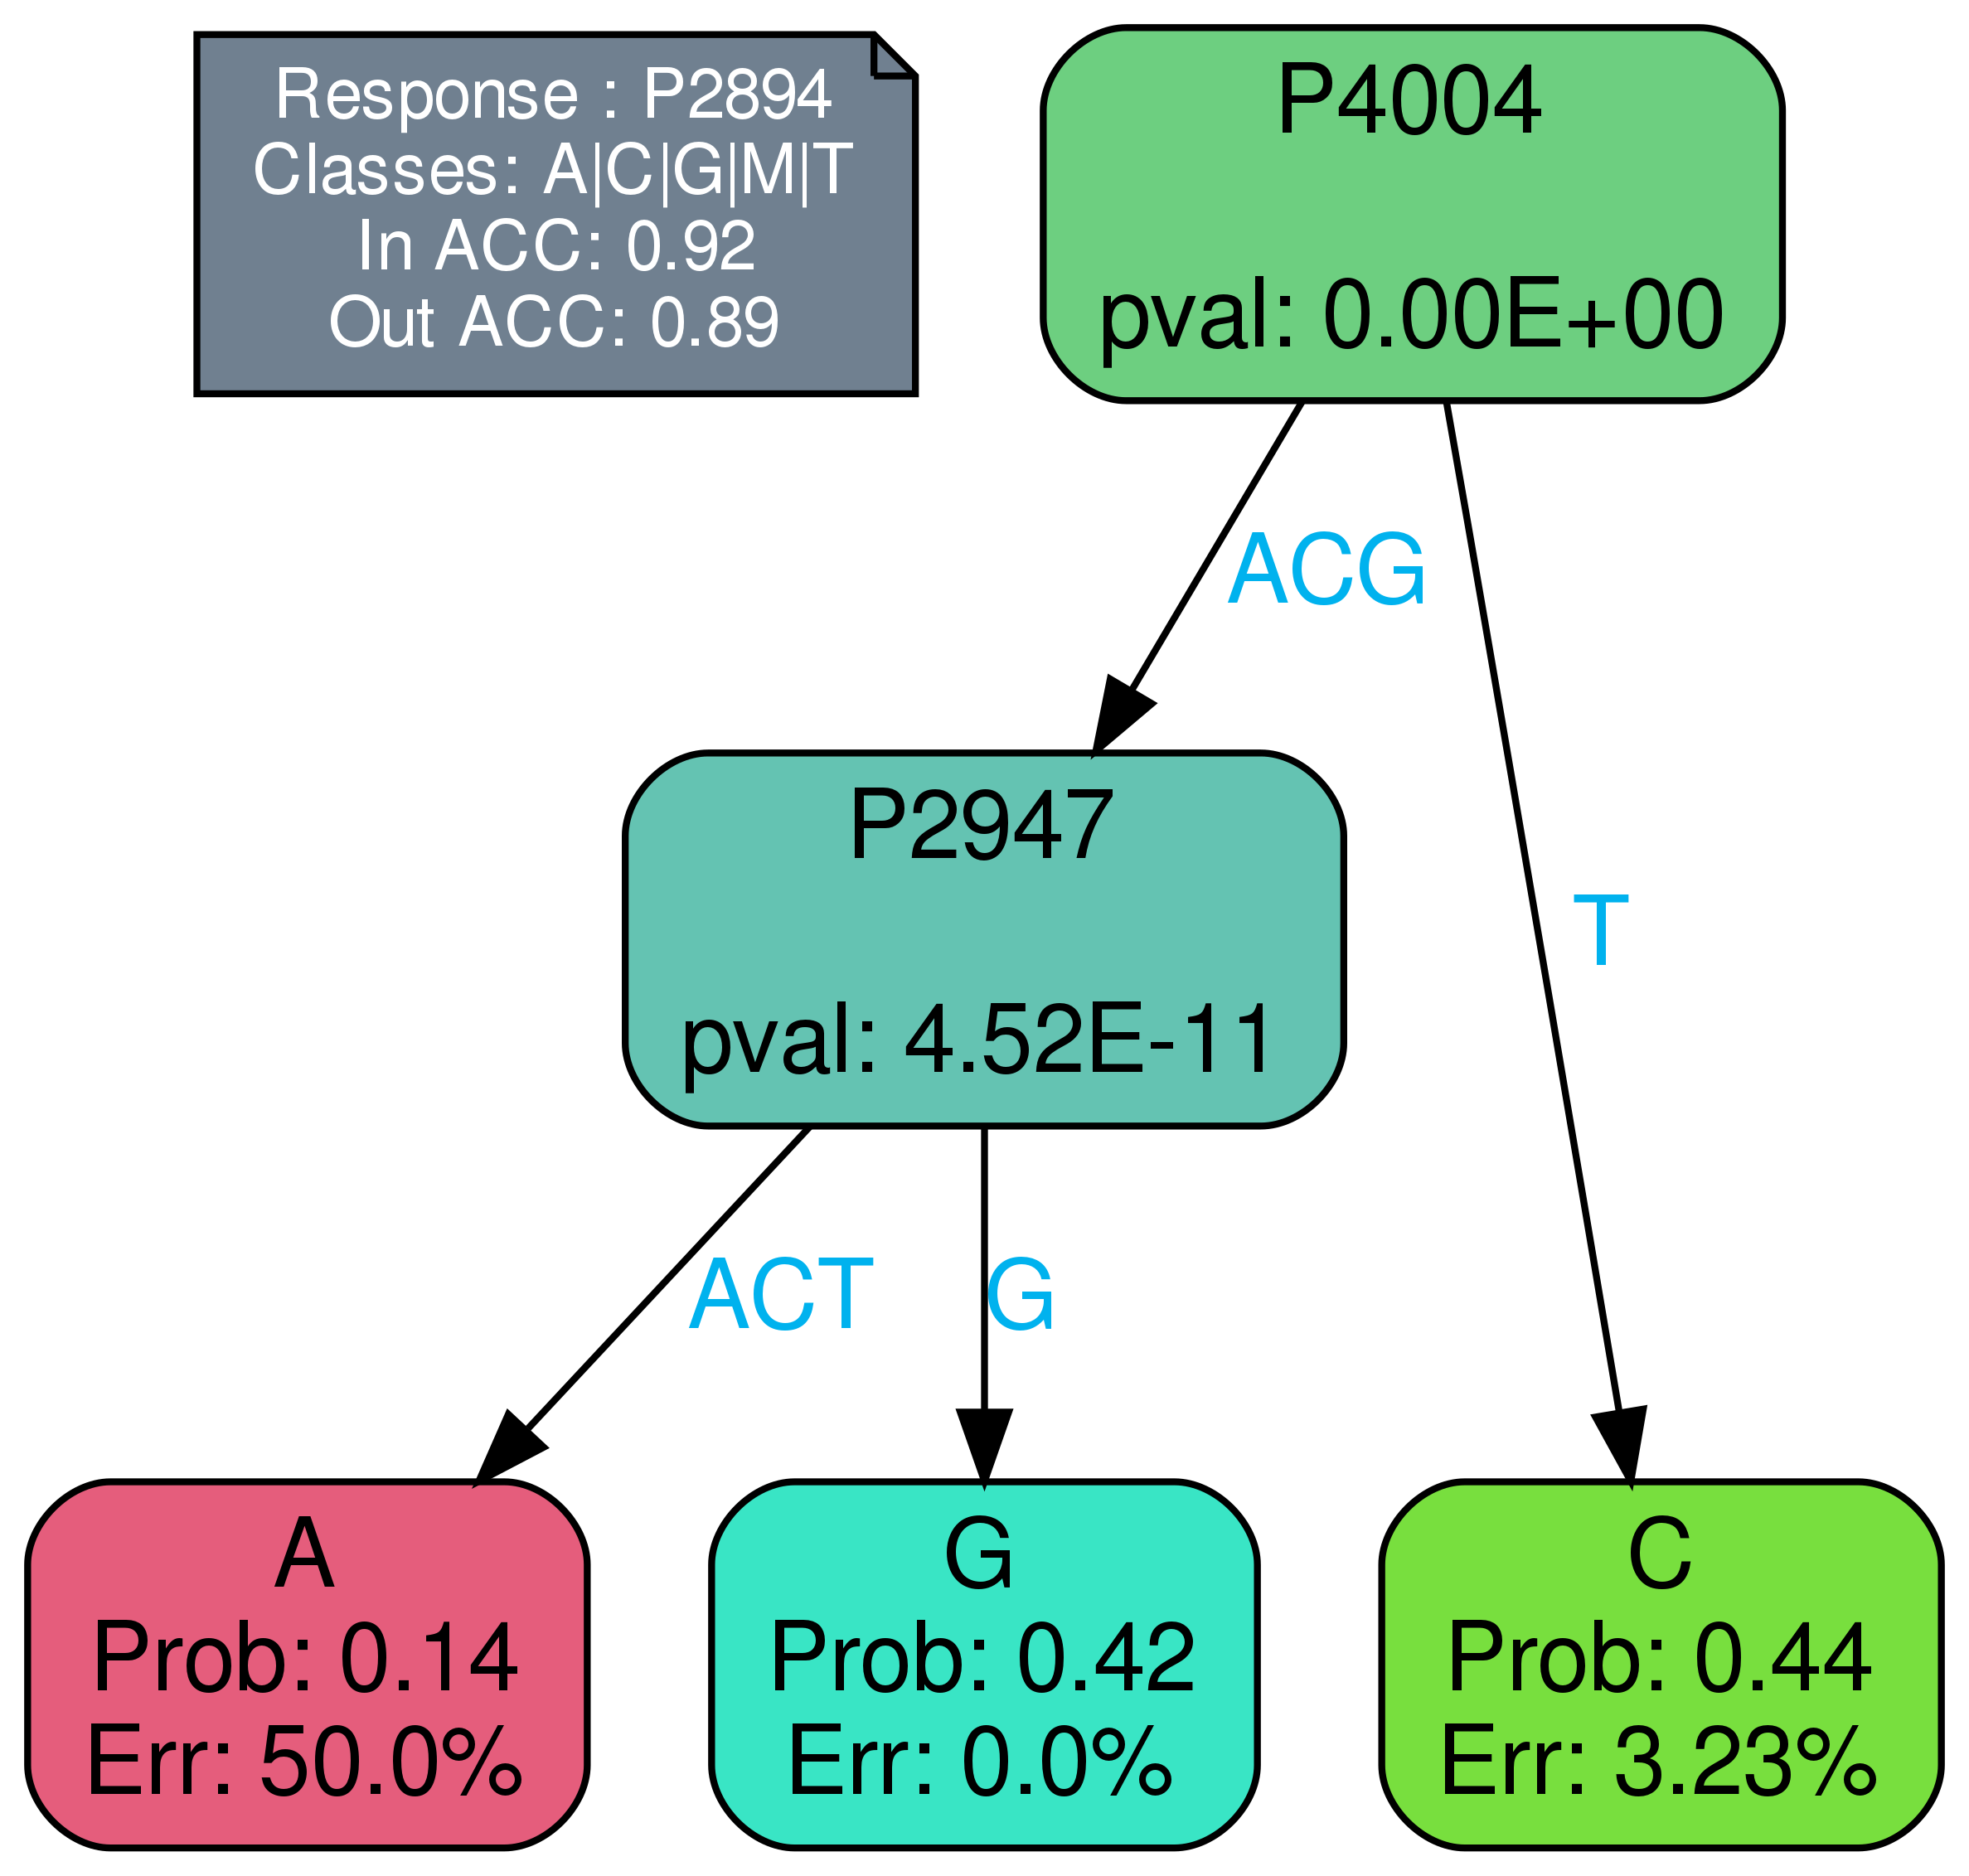 Response : P2894
Classes: A|C|G|M|T
In ACC: 0.92
Out ACC: 0.89
P4004
pval: 0.00E+00
ACG
P2947
pval: 4.52E-11
T
ACT
G
A
Prob: 0.14
Err: 50.0%
G
Prob: 0.42
Err: 0.0%
C
Prob: 0.44
Err: 3.23%